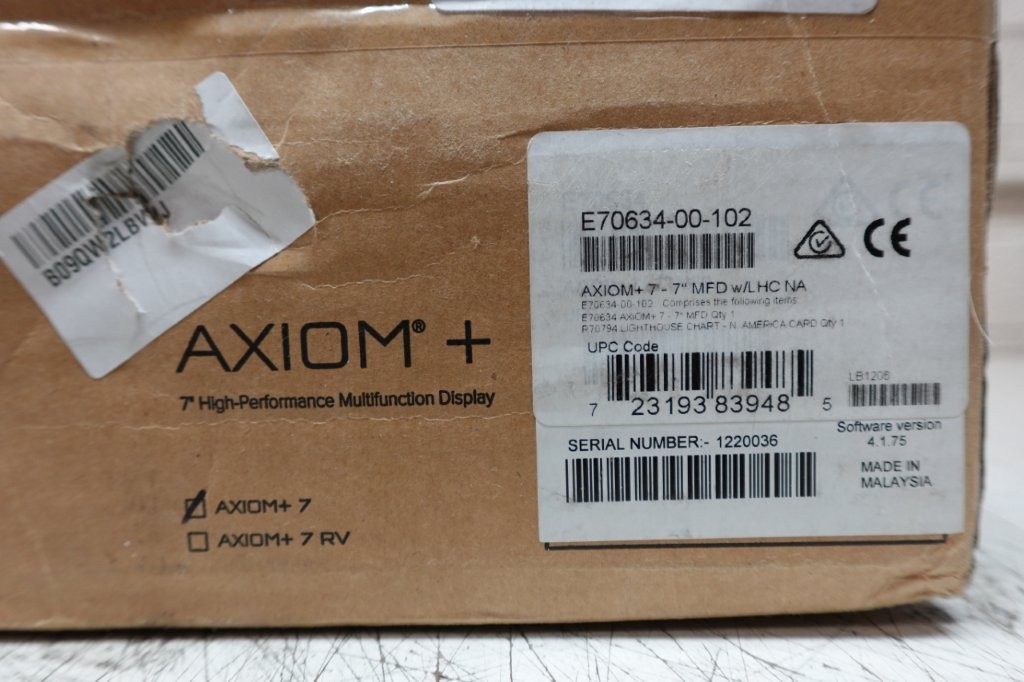 E70634-00-102
CE
AXIOM+ 7 - 7" MFD w/LHC NA
E70634-00-102 Comprises the following items
E70634 AXIOM+ 7 - 7" MFD Qty 1
R70794 LIGHTHOUSE CHART - N. AMERICA CARD Qty 1
UPC Code
7 23193 83948 5
LB1206
Software version
4.1.75
SERIAL NUMBER:- 1220036
MADE IN
MALAYSIA
AXIOM® +
7" High-Performance Multifunction Display
AXIOM+ 7
AXIOM+ 7 RV